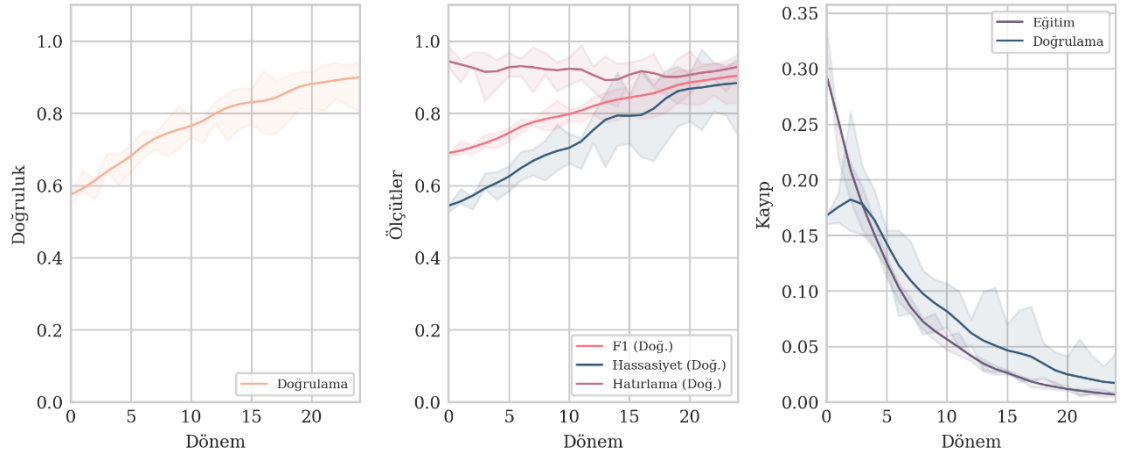 1.0
0.8
0.6
0.4
0.2
0.0
Doğruluk
Doğrulama
0 5 10 15 20
Dönem
1.0
0.8
0.6
0.4
0.2
0.0
Ölçütler
F1 (Doğ.)
Hassasiyet (Doğ.)
Hatırlama (Doğ.)
0 5 10 15 20
Dönem
0.35
0.30
0.25
0.20
0.15
0.10
0.05
0.00
Kayıp
Eğitim
Doğrulama
0 5 10 15 20
Dönem